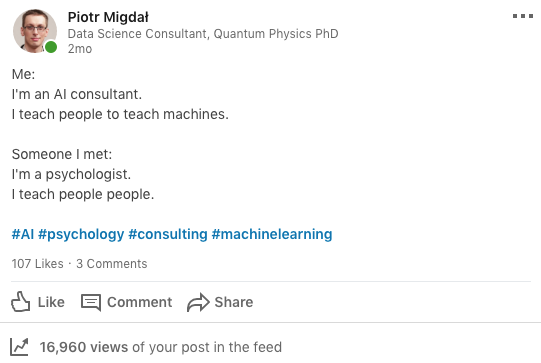 Piotr Migdał
Data Science Consultant, Quantum Physics PhD
2mo
Me:
I'm an AI consultant.
I teach people to teach machines.
Someone I met:
I'm a psychologist.
I teach people people.
#AI #psychology #consulting #machinelearning
107 Likes · 3 Comments
Like Comment Share
16,960 views of your post in the feed